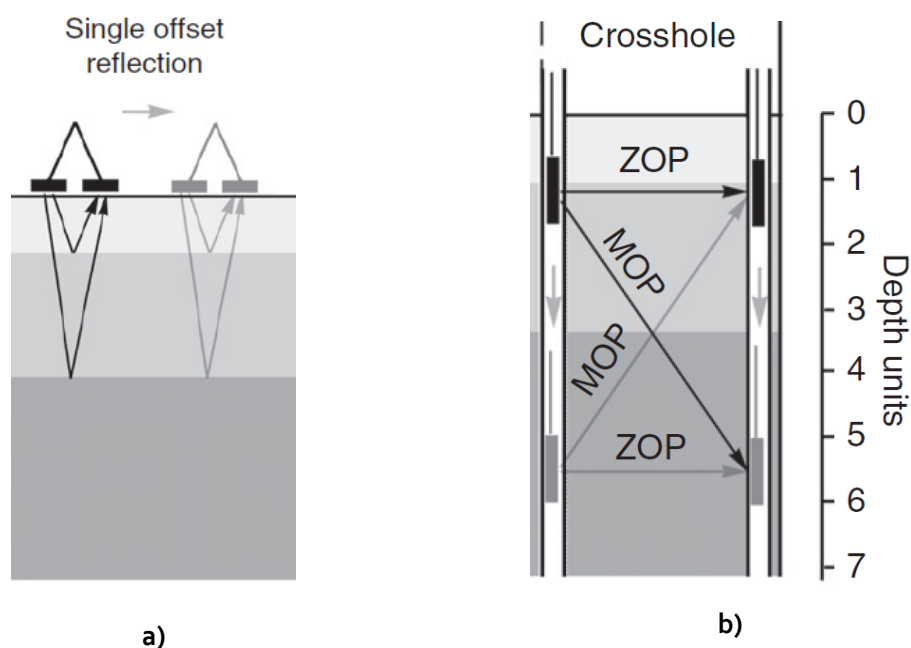 Single offset
reflection
Crosshole
ZOP
MOP
MOP
ZOP
0
1
2
3
4
5
6
7
Depth units
a)
b)